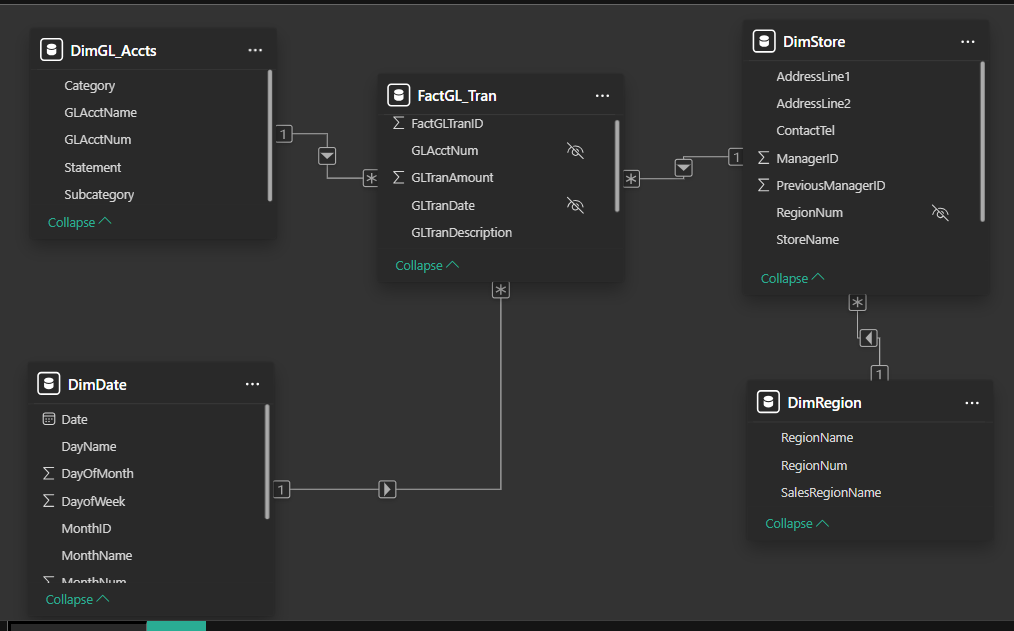 DimGL_Accts
Category
GLAcctName
GLAcctNum
Statement
Subcategory
Collapse
FactGL_Tran
FactGLTranID
GLAcctNum
GLTranAmount
GLTranDate
GLTranDescription
Collapse
DimStore
AddressLine1
AddressLine2
ContactTel
ManagerID
PreviousManagerID
RegionNum
StoreName
Collapse
1
*
*
1
*
*
1
1
DimDate
Date
DayName
DayOfMonth
DayofWeek
MonthID
MonthName
MonthNum
Collapse
DimRegion
RegionName
RegionNum
SalesRegionName
Collapse